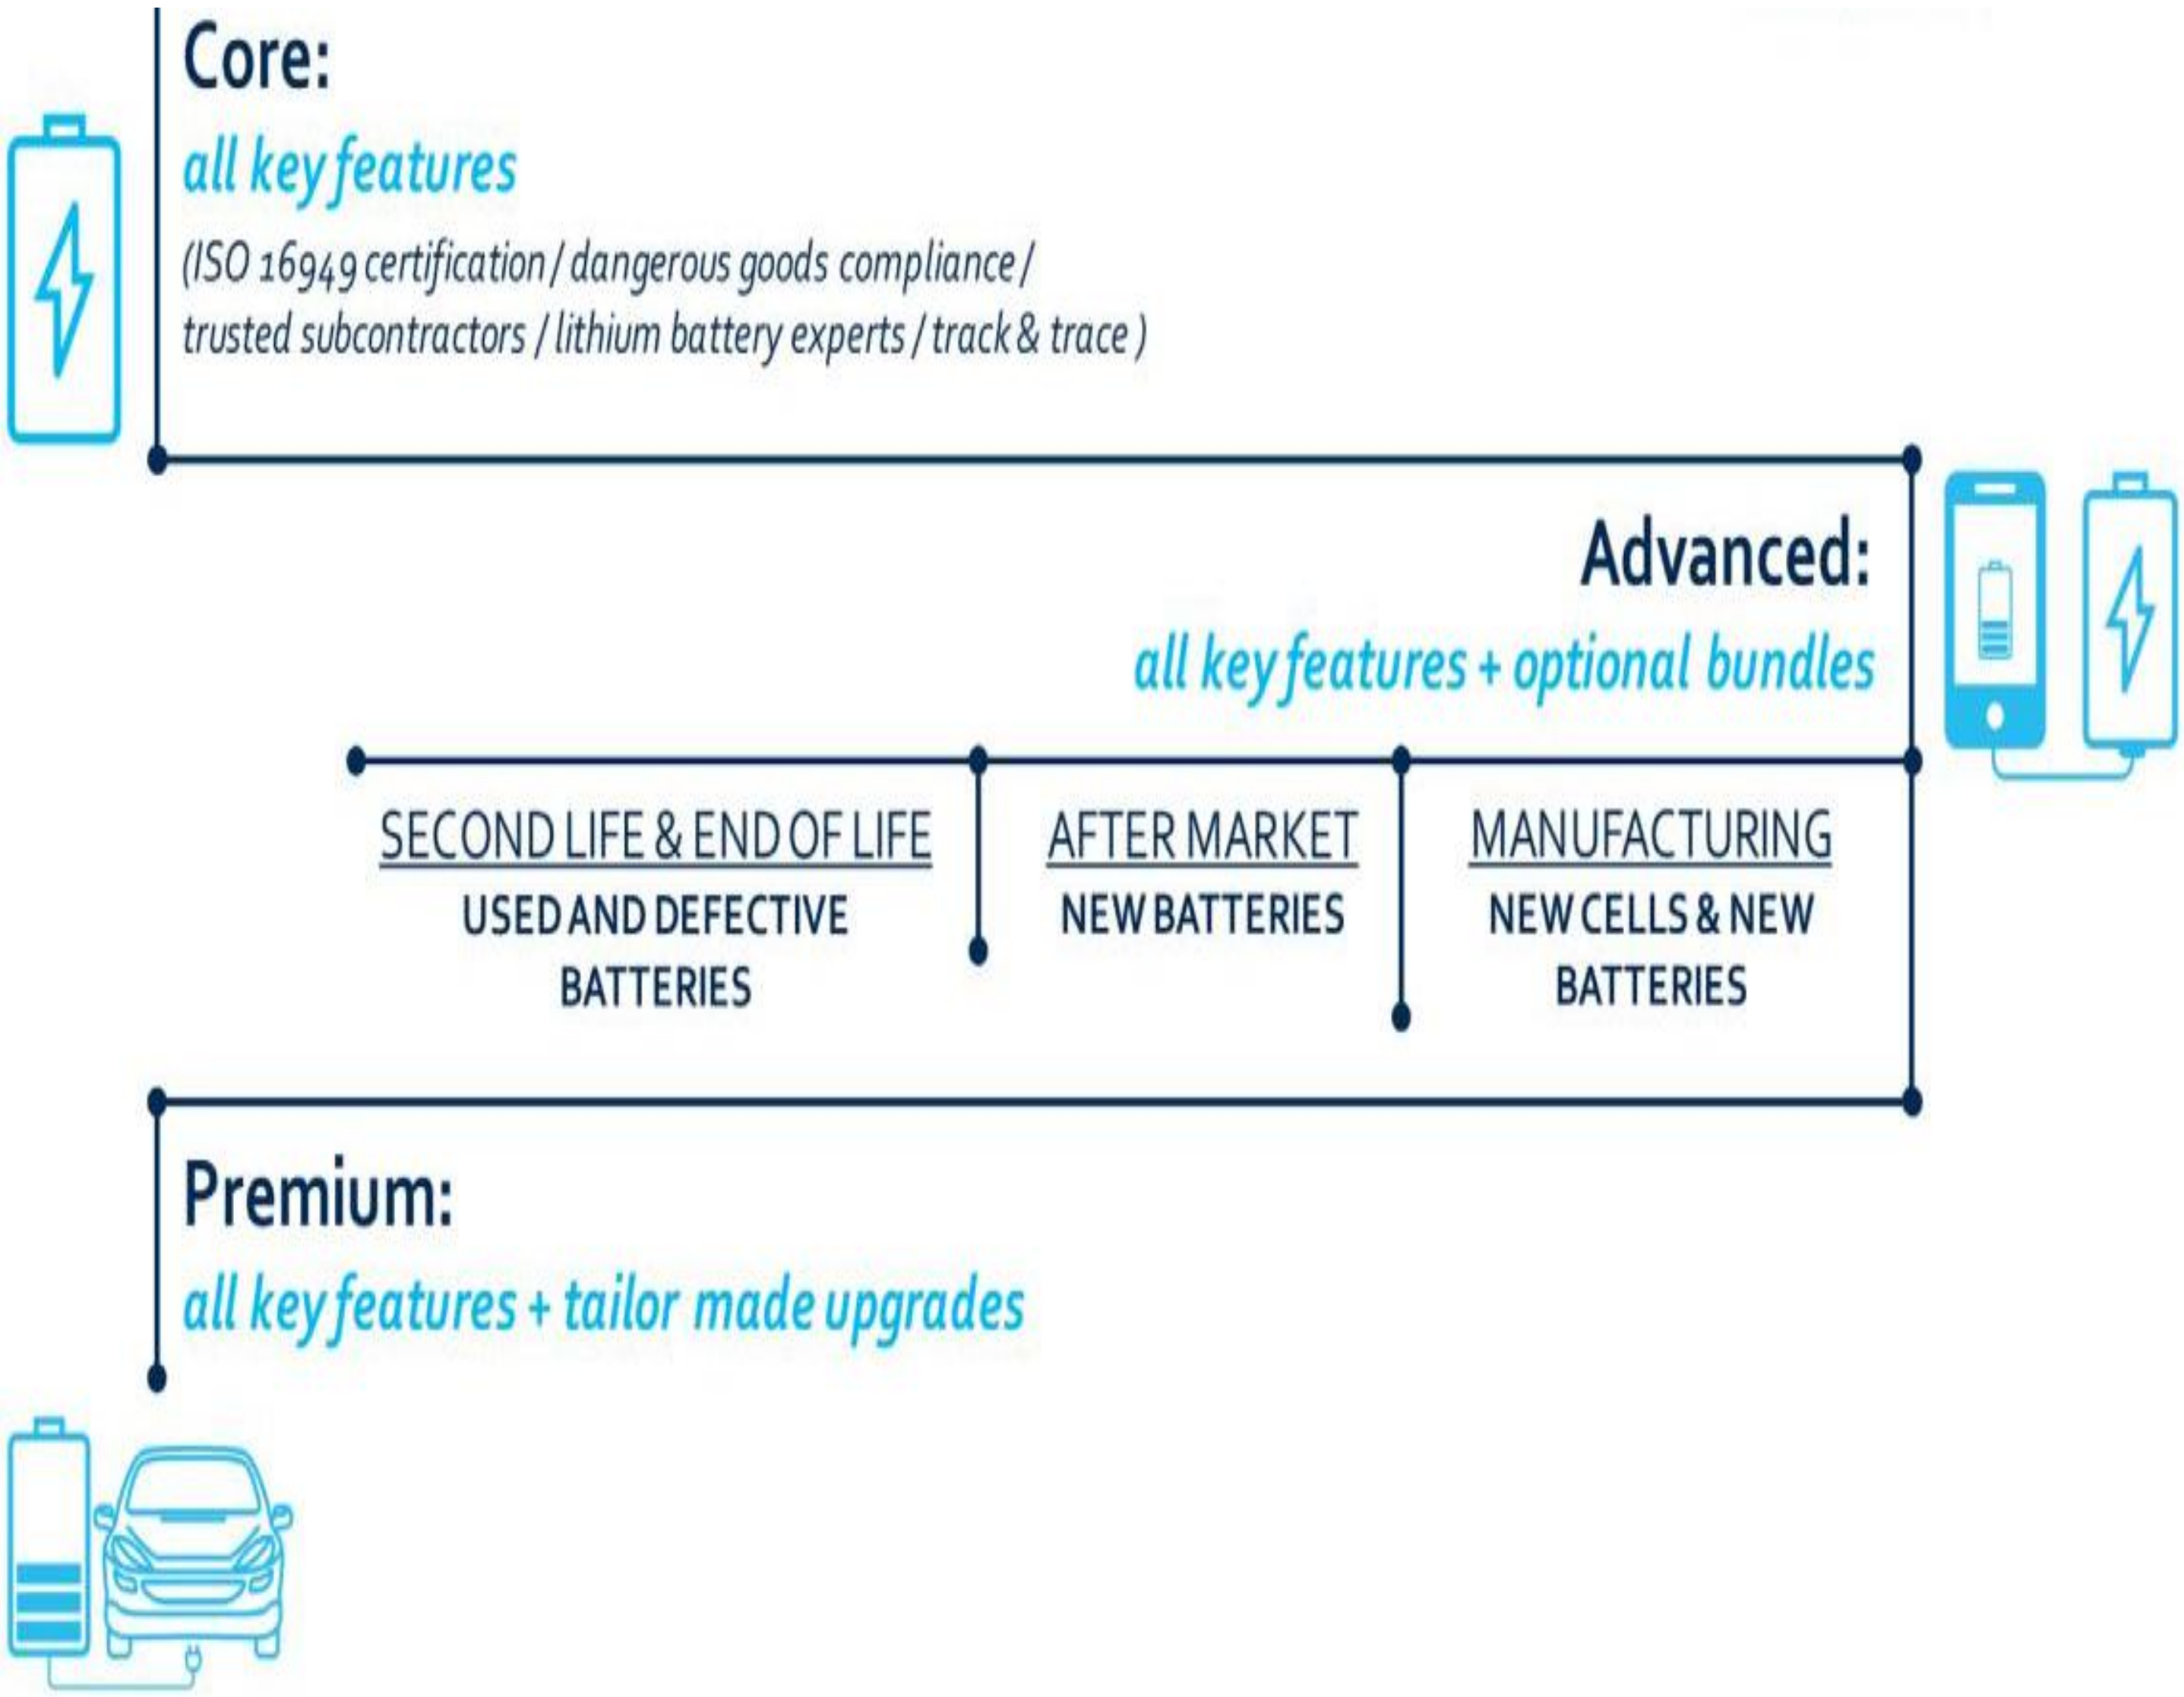 Core:
all key features
(ISO 16949 certification / dangerous goods compliance /
trusted subcontractors / lithium battery experts / track & trace )
Advanced:
all key features + optional bundles
SECOND LIFE & END OF LIFE
USED AND DEFECTIVE
BATTERIES
AFTER MARKET
NEW BATTERIES
MANUFACTURING
NEW CELLS & NEW
BATTERIES
Premium:
all key features + tailor made upgrades